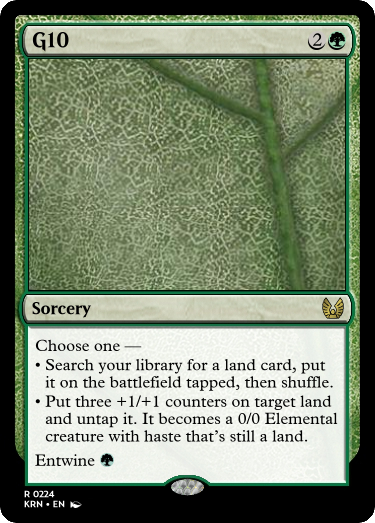 G10 2
Sorcery
Choose one —
• Search your library for a land card, put
it on the battlefield tapped, then shuffle.
• Put three +1/+1 counters on target land
and untap it. It becomes a 0/0 Elemental
creature with haste that's still a land.
Entwine
R 0224
KRN • EN